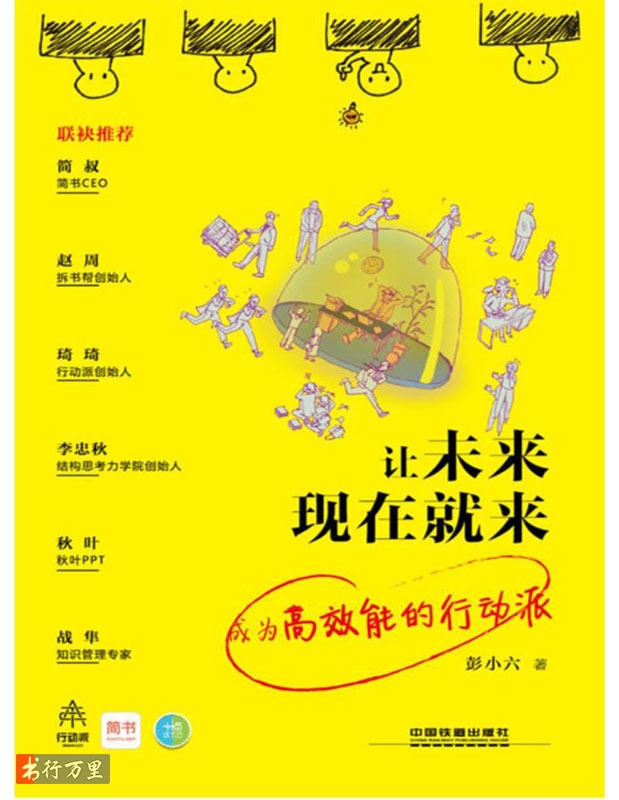 联袂推荐
简 叔
简书CEO
赵 周
拆书帮创始人
琦 琦
行动派创始人
李忠秋
结构思考力学院创始人
秋 叶
秋叶PPT
战 隼
知识管理专家
让未来
现在就来
成为高效能的行动派
彭小六 著
行动派
简书
中国铁道出版社
CHINA RAILWAY PUBLISHING HOUSE
书行万里